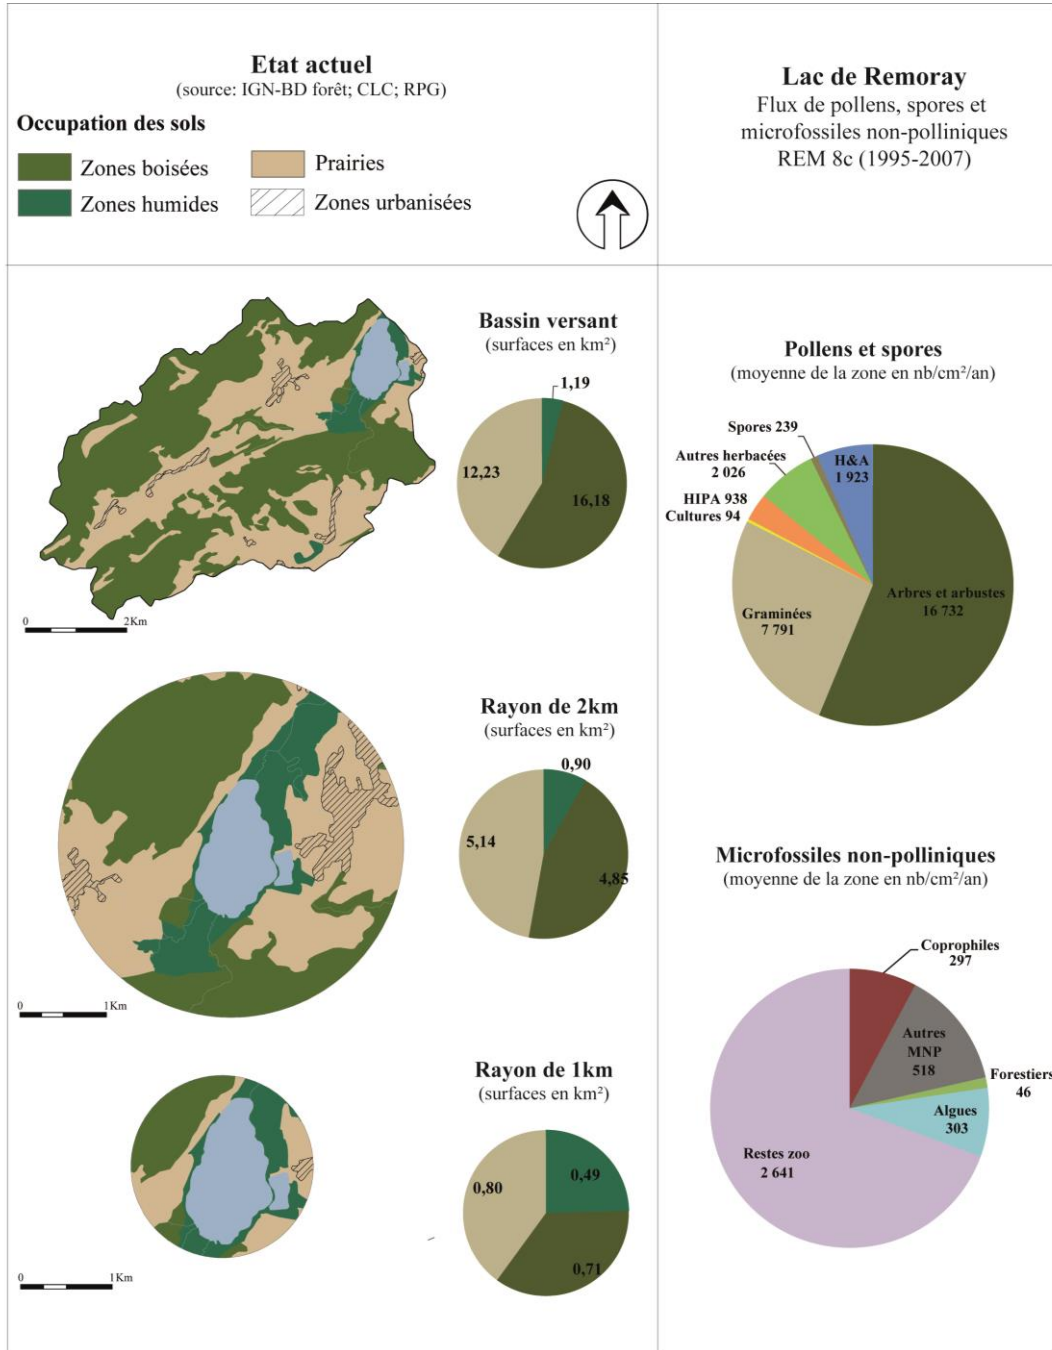 Etat actuel
(source: IGN-BD forêt; CLC; RPG)
Occupation des sols
Zones boisées
Prairies
Zones humides
Zones urbanisées
Lac de Remoray
Flux de pollens, spores et
microfossiles non-polliniques
REM 8c (1995-2007)
Bassin versant
(surfaces en km²)
1,19
12,23
16,18
0
2Km
Rayon de 2km
(surfaces en km²)
0,90
5,14
4,85
0
1Km
Rayon de 1km
(surfaces en km²)
0,49
0,80
0,71
0
1Km
Pollens et spores
(moyenne de la zone en nb/cm²/an)
Spores 239
H&A
1 923
Autres herbacées
2 026
HIPA 938
Cultures 94
Arbres et arbustes
16 732
Graminées
7 791
Microfossiles non-polliniques
(moyenne de la zone en nb/cm²/an)
Coprophiles
297
Autres
MNP
518
Forestiers
46
Algues
303
Restes zoo
2 641